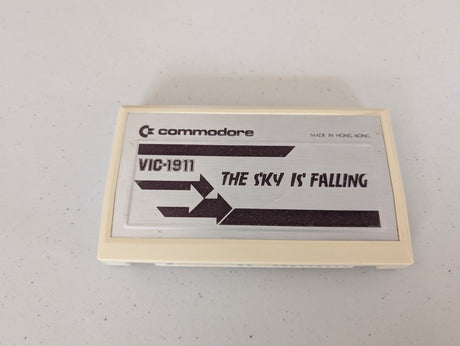 commodore
MADE IN HONG KONG
VIC-1911
THE SKY IS FALLING